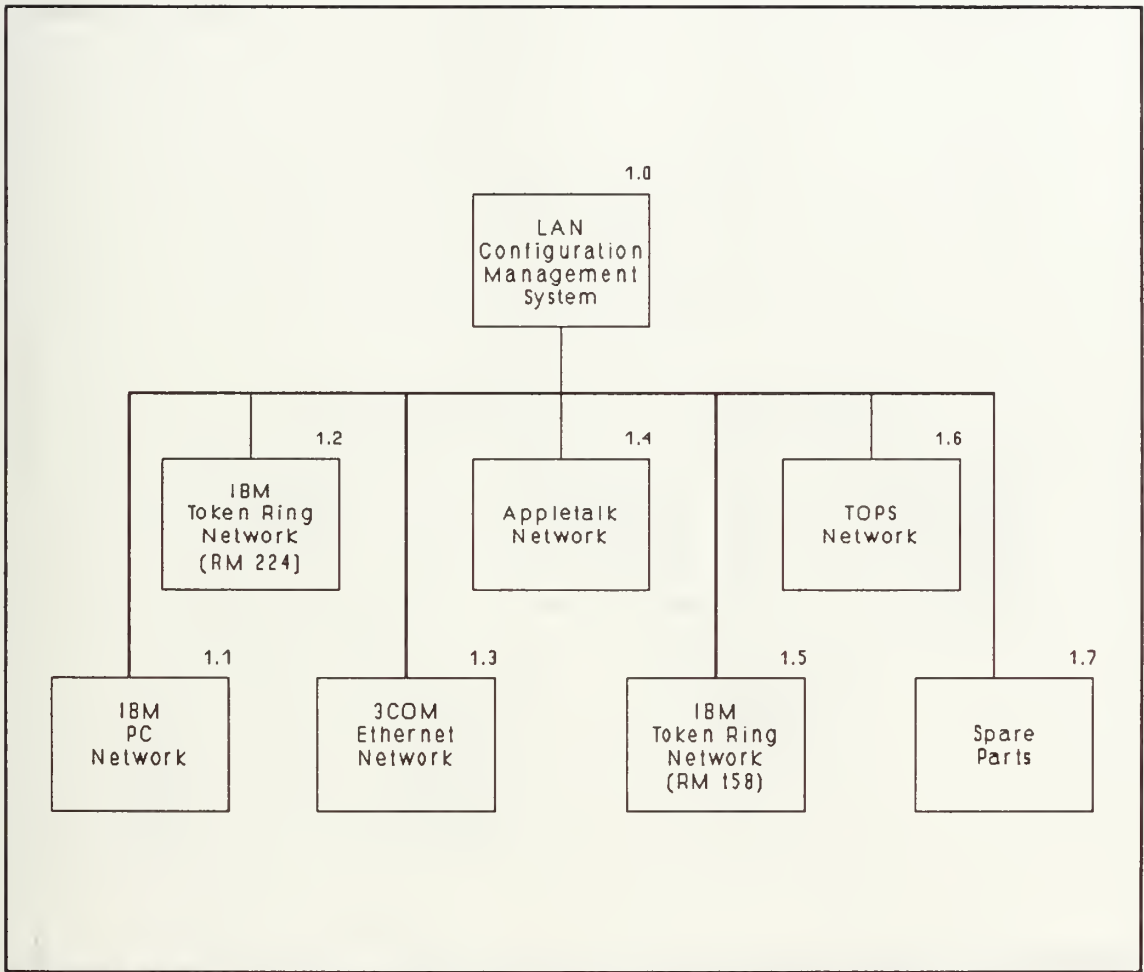 1.0
LAN
Configuration
Management
System
1.2
IBM
Token Ring
Network
(RM 224)
1.4
Appletalk
Network
1.6
TOPS
Network
1.1
IBM
PC
Network
1.3
3COM
Ethernet
Network
1.5
IBM
Token Ring
Network
(RM 158)
1.7
Spare
Parts